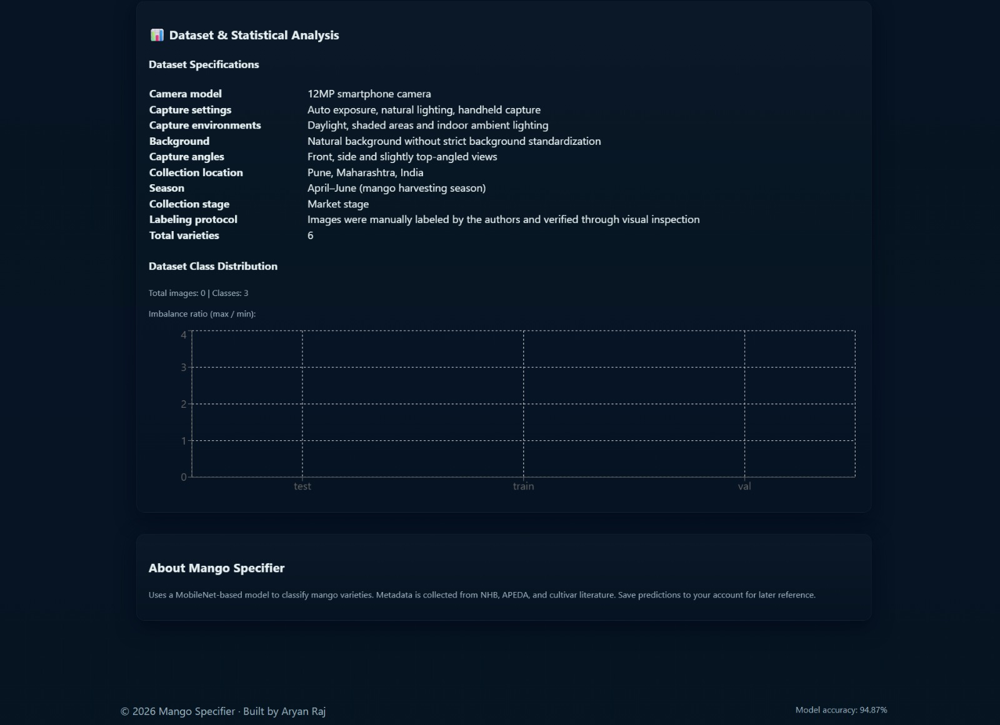 Dataset & Statistical Analysis
Dataset Specifications
Camera model 12MP smartphone camera
Capture settings Auto exposure, natural lighting, handheld capture
Capture environments Daylight, shaded areas and indoor ambient lighting
Background Natural background without strict background standardization
Capture angles Front, side and slightly top-angled views
Collection location Pune, Maharashtra, India
Season April–June (mango harvesting season)
Collection stage Market stage
Labeling protocol Images were manually labeled by the authors and verified through visual inspection
Total varieties 6
Dataset Class Distribution
Total images: 0 | Classes: 3
Imbalance ratio (max / min):
4
3
2
1
0
test train val
About Mango Specifier
Uses a MobileNet-based model to classify mango varieties. Metadata is collected from NHB, APEDA, and cultivar literature. Save predictions to your account for later reference.
© 2026 Mango Specifier · Built by Aryan Raj
Model accuracy: 94.87%